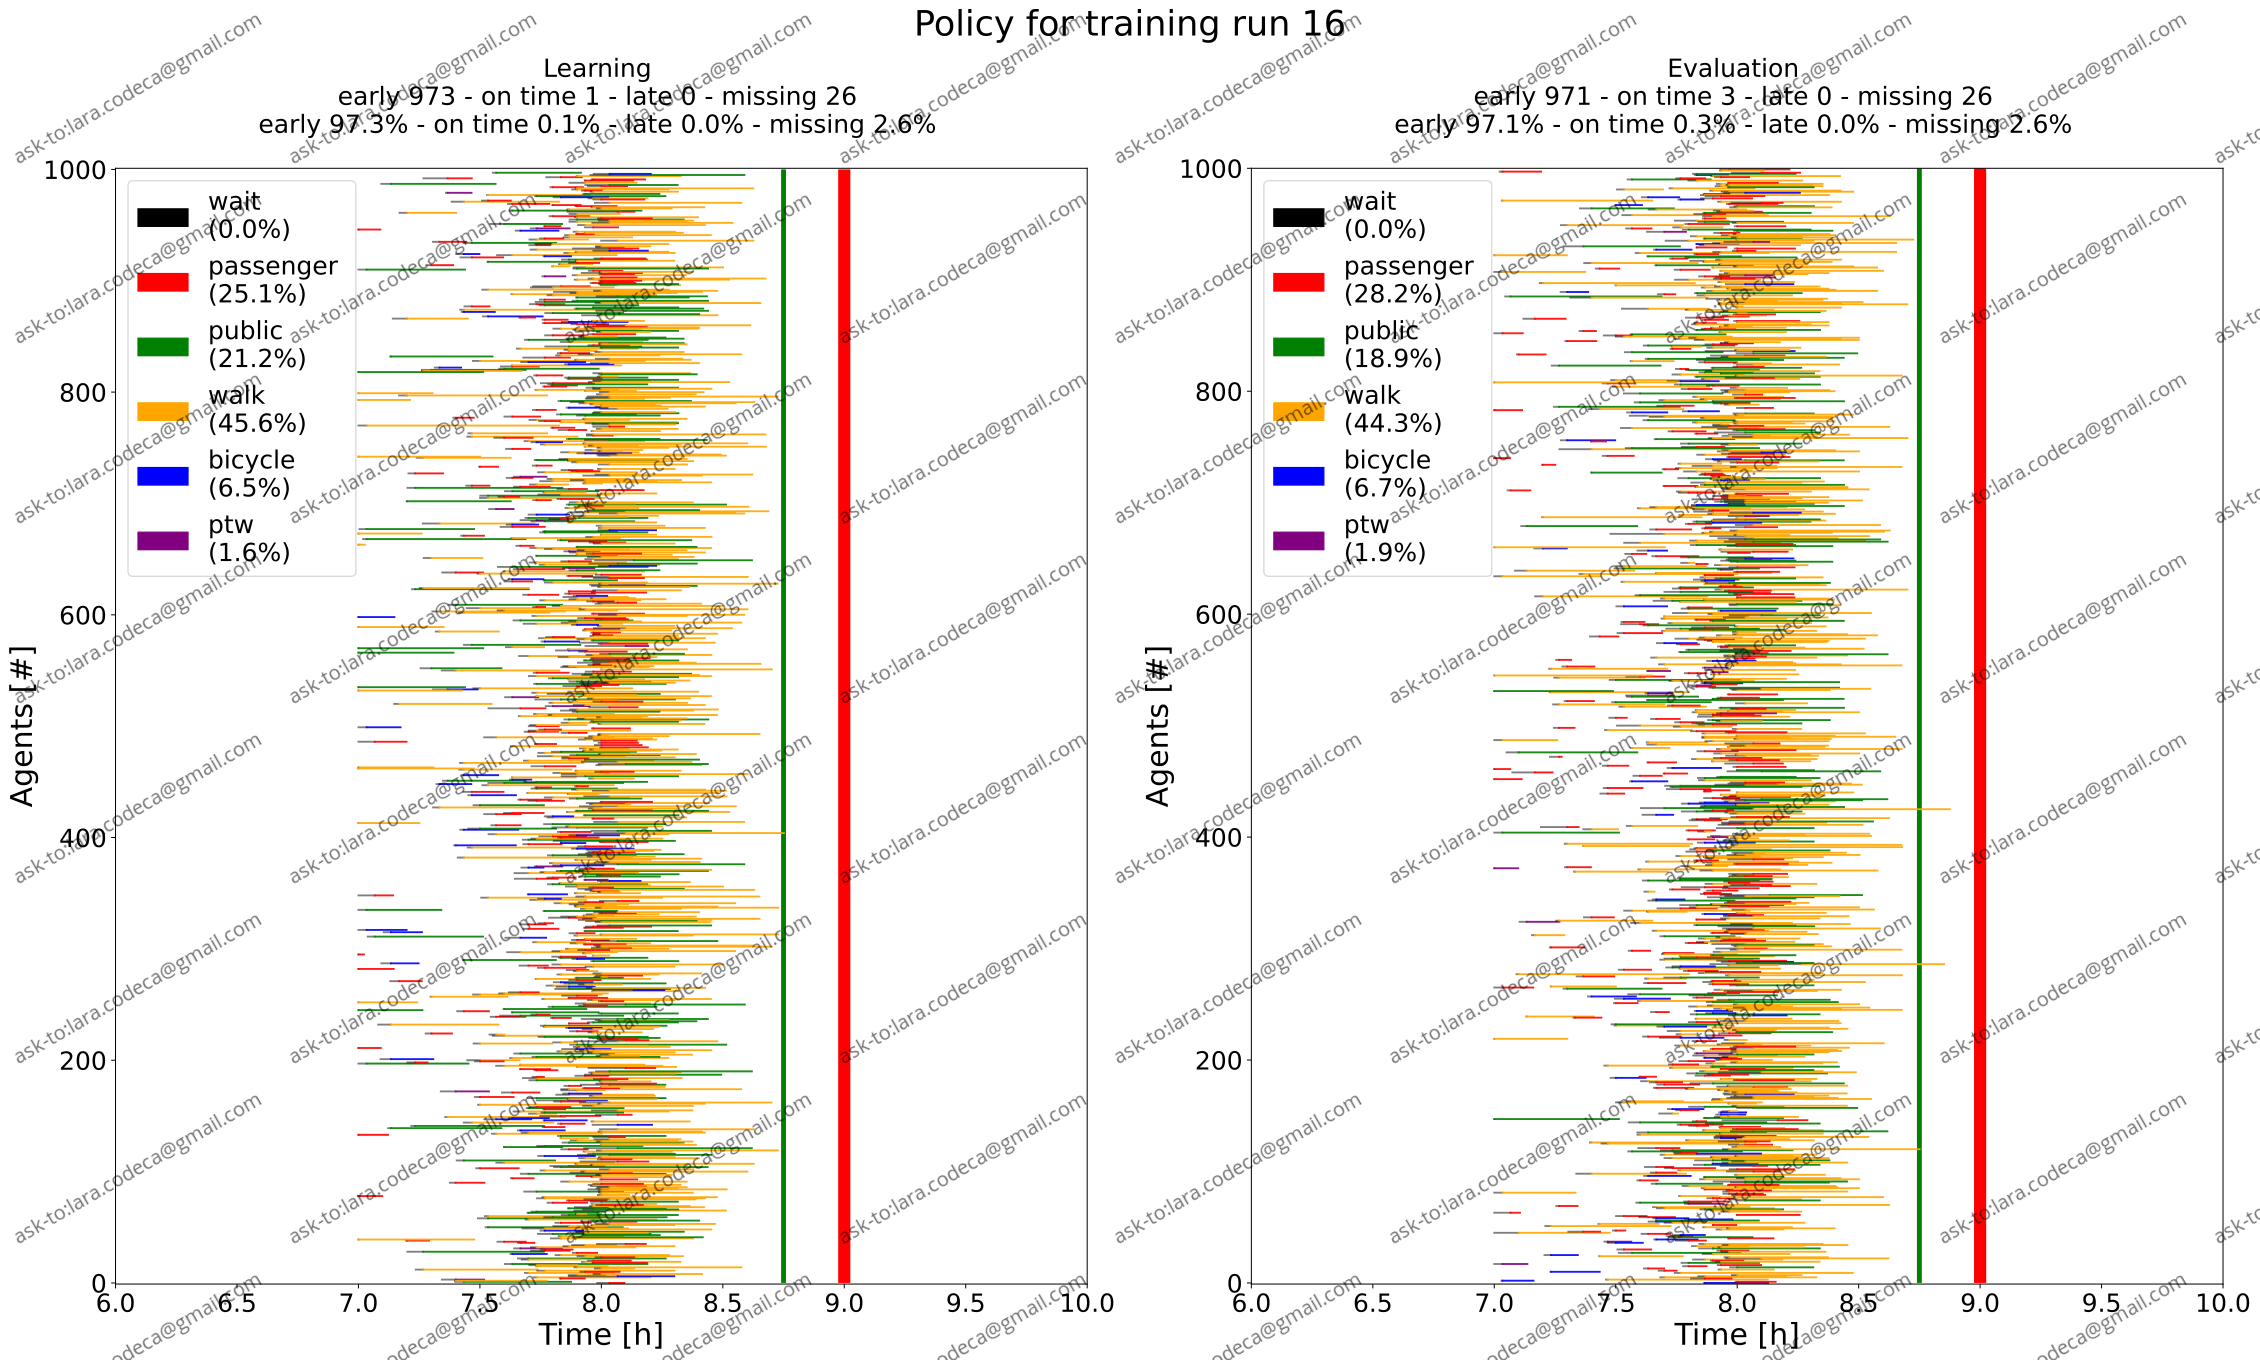 Policy for training run 16
Learning
early 973 - on time 1 - late 0 - missing 26
early 97.3% - on time 0.1% - late 0.0% - missing 2.6%
1000
800
600
400
200
0
Agents [#]
wait
(0.0%)
passenger
(25.1%)
public
(21.2%)
walk
(45.6%)
bicycle
(6.5%)
ptw
(1.6%)
6.0 6.5 7.0 7.5 8.0 8.5 9.0 9.5 10.0
Time [h]
Evaluation
early 971 - on time 3 - late 0 - missing 26
early 97.1% - on time 0.3% - late 0.0% - missing 2.6%
1000
800
600
400
200
0
Agents [#]
wait
(0.0%)
passenger
(28.2%)
public
(18.9%)
walk
(44.3%)
bicycle
(6.7%)
ptw
(1.9%)
6.0 6.5 7.0 7.5 8.0 8.5 9.0 9.5 10.0
Time [h]
ask-to:lara.codeca@gmail.com